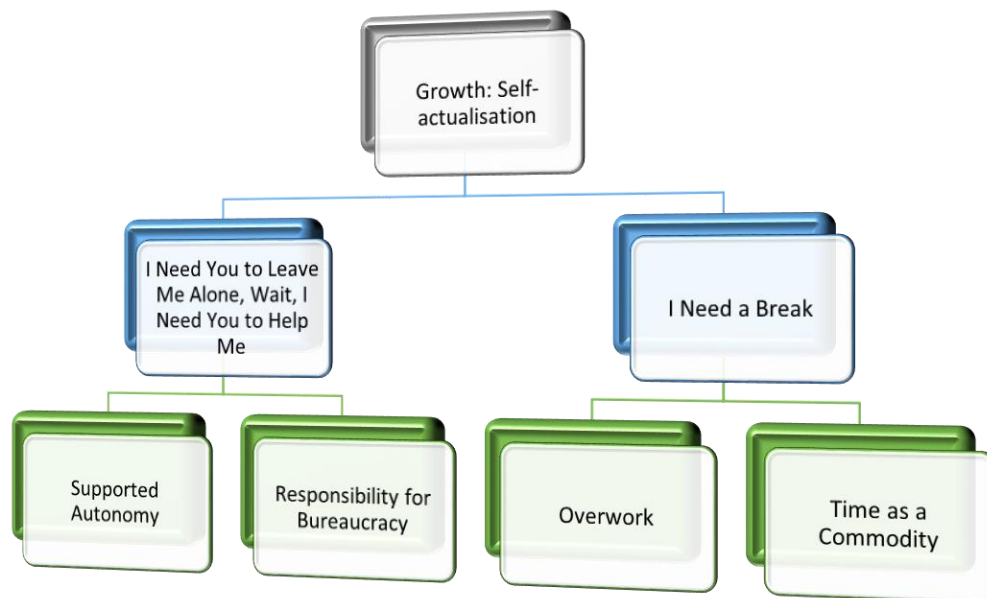 Growth: Self-
actualisation
I Need You to Leave
Me Alone, Wait, I
Need You to Help
Me
I Need a Break
Supported
Autonomy
Responsibility for
Bureaucracy
Overwork
Time as a
Commodity